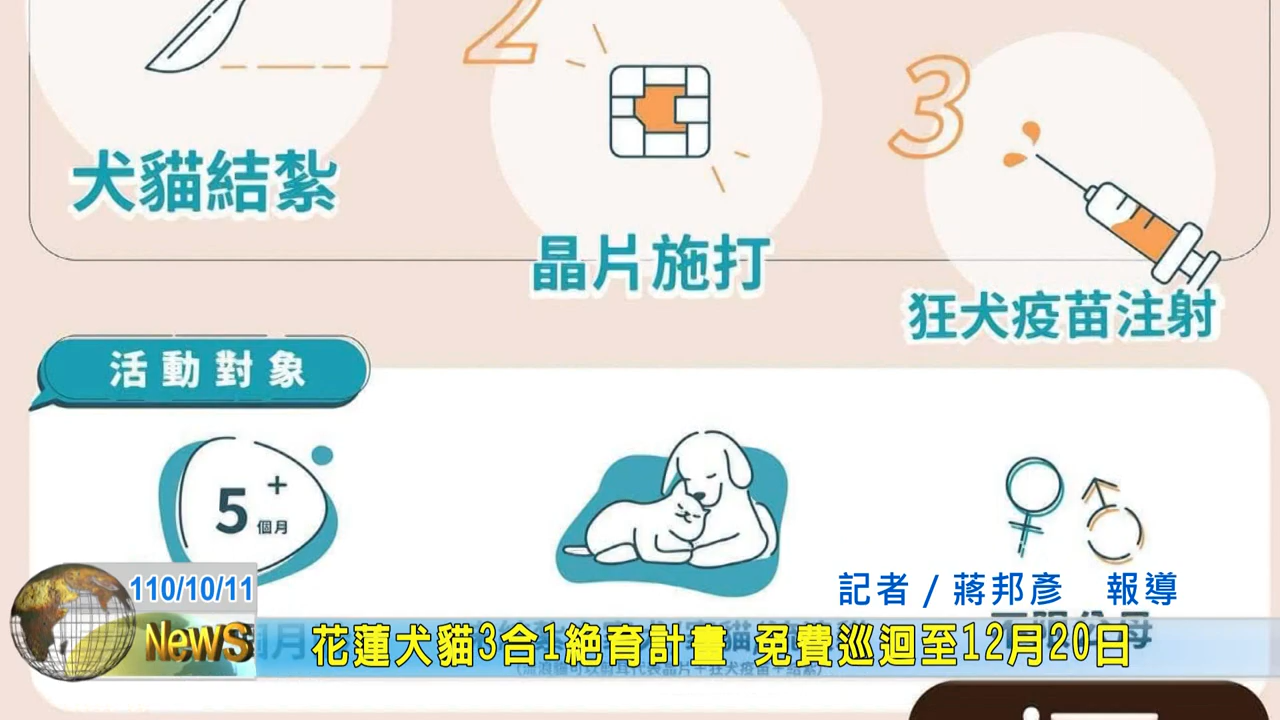 2
3
犬貓結紮
晶片施打
狂犬疫苗注射
活動對象
5+個月
記者/蔣邦彥 報導
110/10/11
NewS
花蓮犬貓3合1絕育計畫 免費巡迴至12月20日